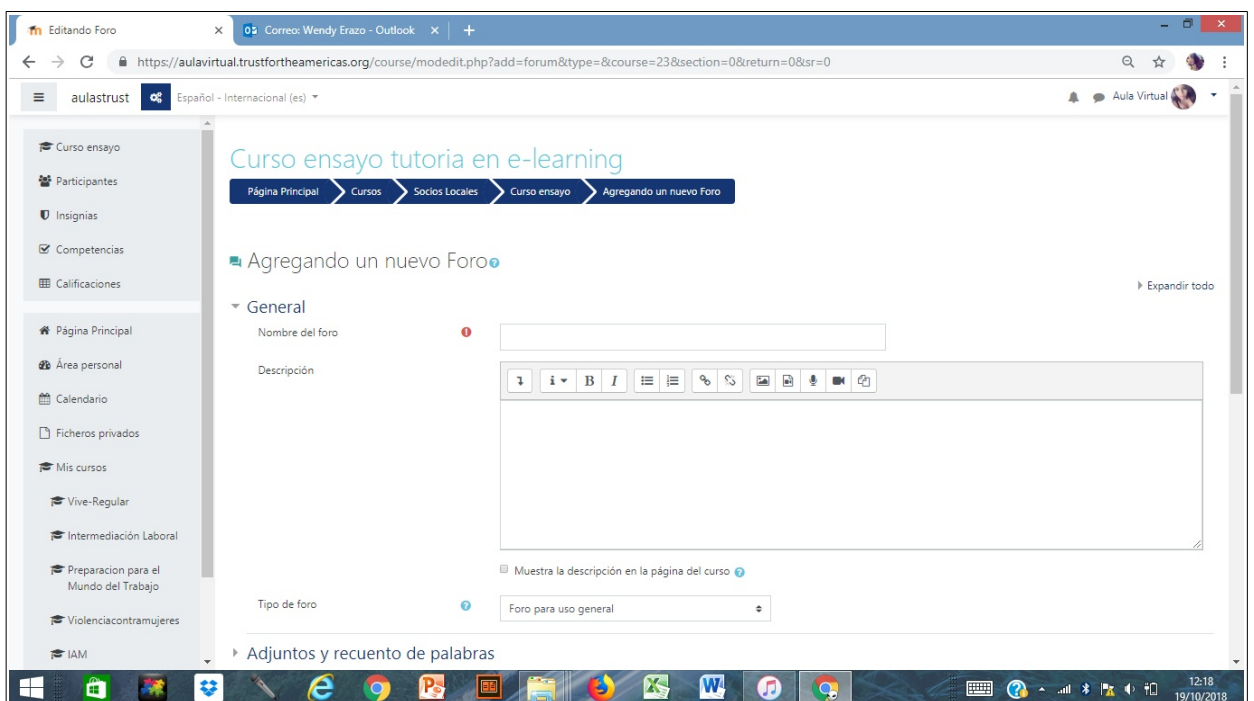 Editando Foro
Correo: Wendy Erazo - Outlook
https://aulavirtual.trustfortheamericas.org/course/modedit.php?add=forum&type=&course=23&section=0&return=0&sr=0
aulastrust
Español - Internacional (es)
Aula Virtual
Curso ensayo
Participantes
Insignias
Competencias
Calificaciones
Página Principal
Área personal
Calendario
Ficheros privados
Mis cursos
Vive-Regular
Intermediación Laboral
Preparacion para el
Mundo del Trabajo
Violenciacontramujeres
IAM
Curso ensayo tutoria en e-learning
Página Principal
Cursos
Socios Locales
Curso ensayo
Agregando un nuevo Foro
Agregando un nuevo Foro
Expandir todo
General
Nombre del foro
Descripción
i B I
Muestra la descripción en la página del curso
Tipo de foro
Foro para uso general
Adjuntos y recuento de palabras
12:18
19/10/2018